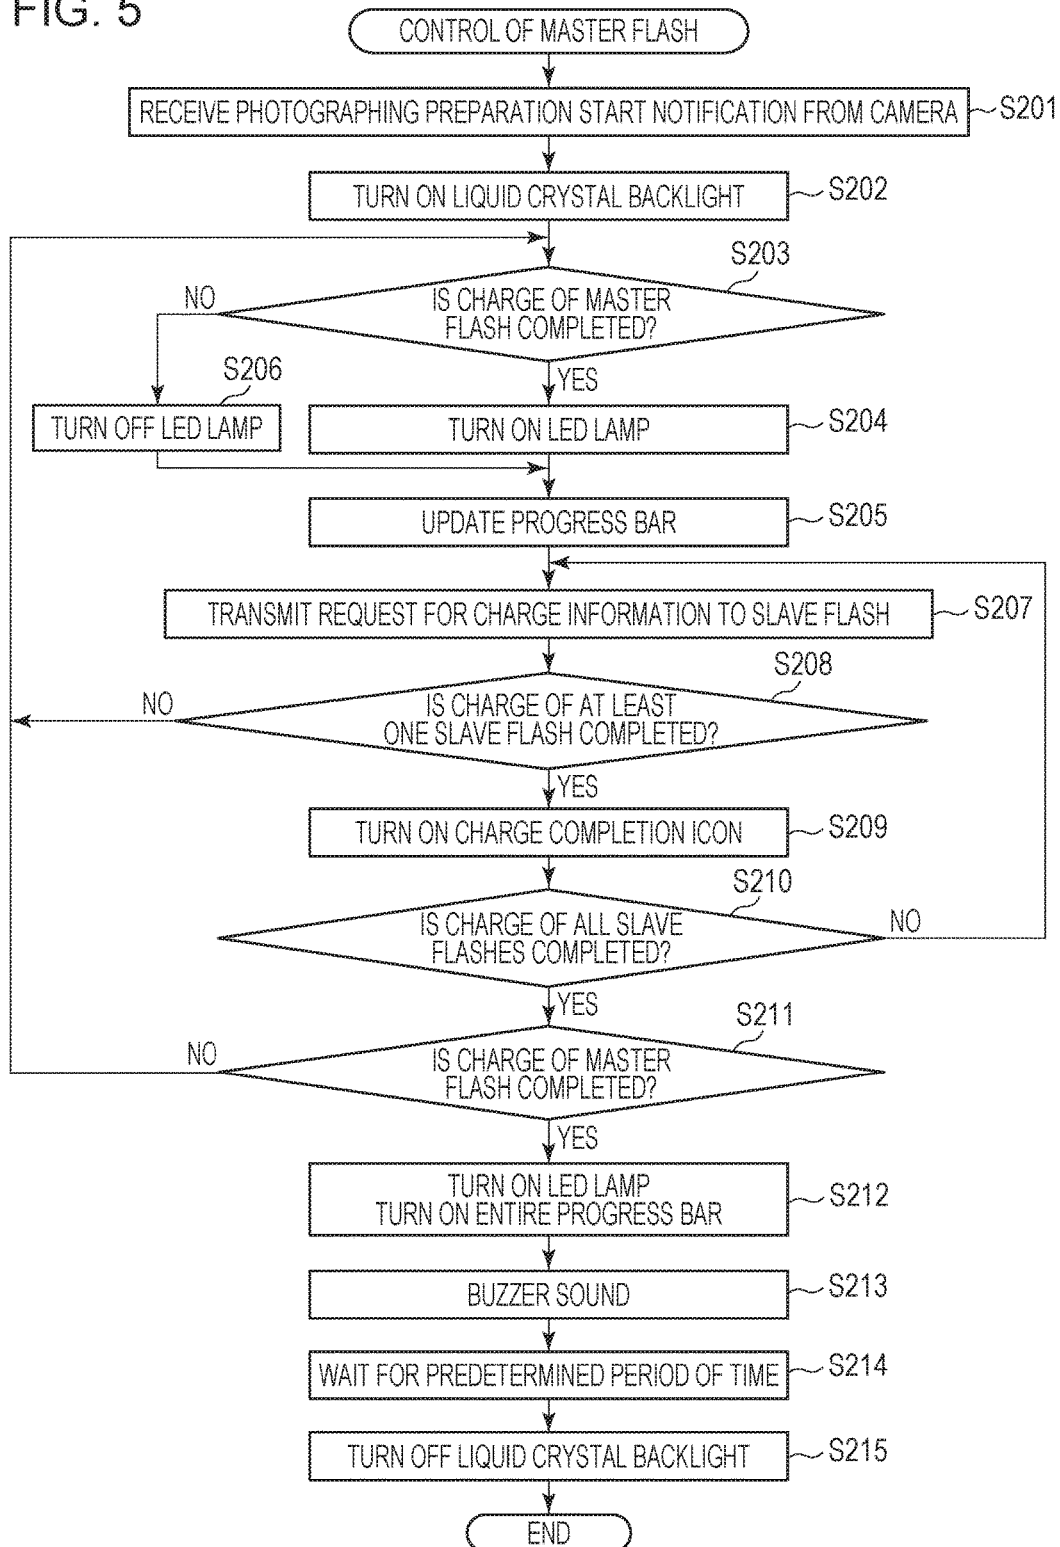 FIG. 5
CONTROL OF MASTER FLASH
RECEIVE PHOTOGRAPHING PREPARATION START NOTIFICATION FROM CAMERA
S201
TURN ON LIQUID CRYSTAL BACKLIGHT
S202
S203
NO
IS CHARGE OF MASTER
FLASH COMPLETED?
YES
S206
TURN OFF LED LAMP
TURN ON LED LAMP
S204
UPDATE PROGRESS BAR
S205
TRANSMIT REQUEST FOR CHARGE INFORMATION TO SLAVE FLASH
S207
S208
NO
IS CHARGE OF AT LEAST
ONE SLAVE FLASH COMPLETED?
YES
TURN ON CHARGE COMPLETION ICON
S209
S210
IS CHARGE OF ALL SLAVE
FLASHES COMPLETED?
NO
YES
S211
NO
IS CHARGE OF MASTER
FLASH COMPLETED?
YES
TURN ON LED LAMP
TURN ON ENTIRE PROGRESS BAR
S212
BUZZER SOUND
S213
WAIT FOR PREDETERMINED PERIOD OF TIME
S214
TURN OFF LIQUID CRYSTAL BACKLIGHT
S215
END